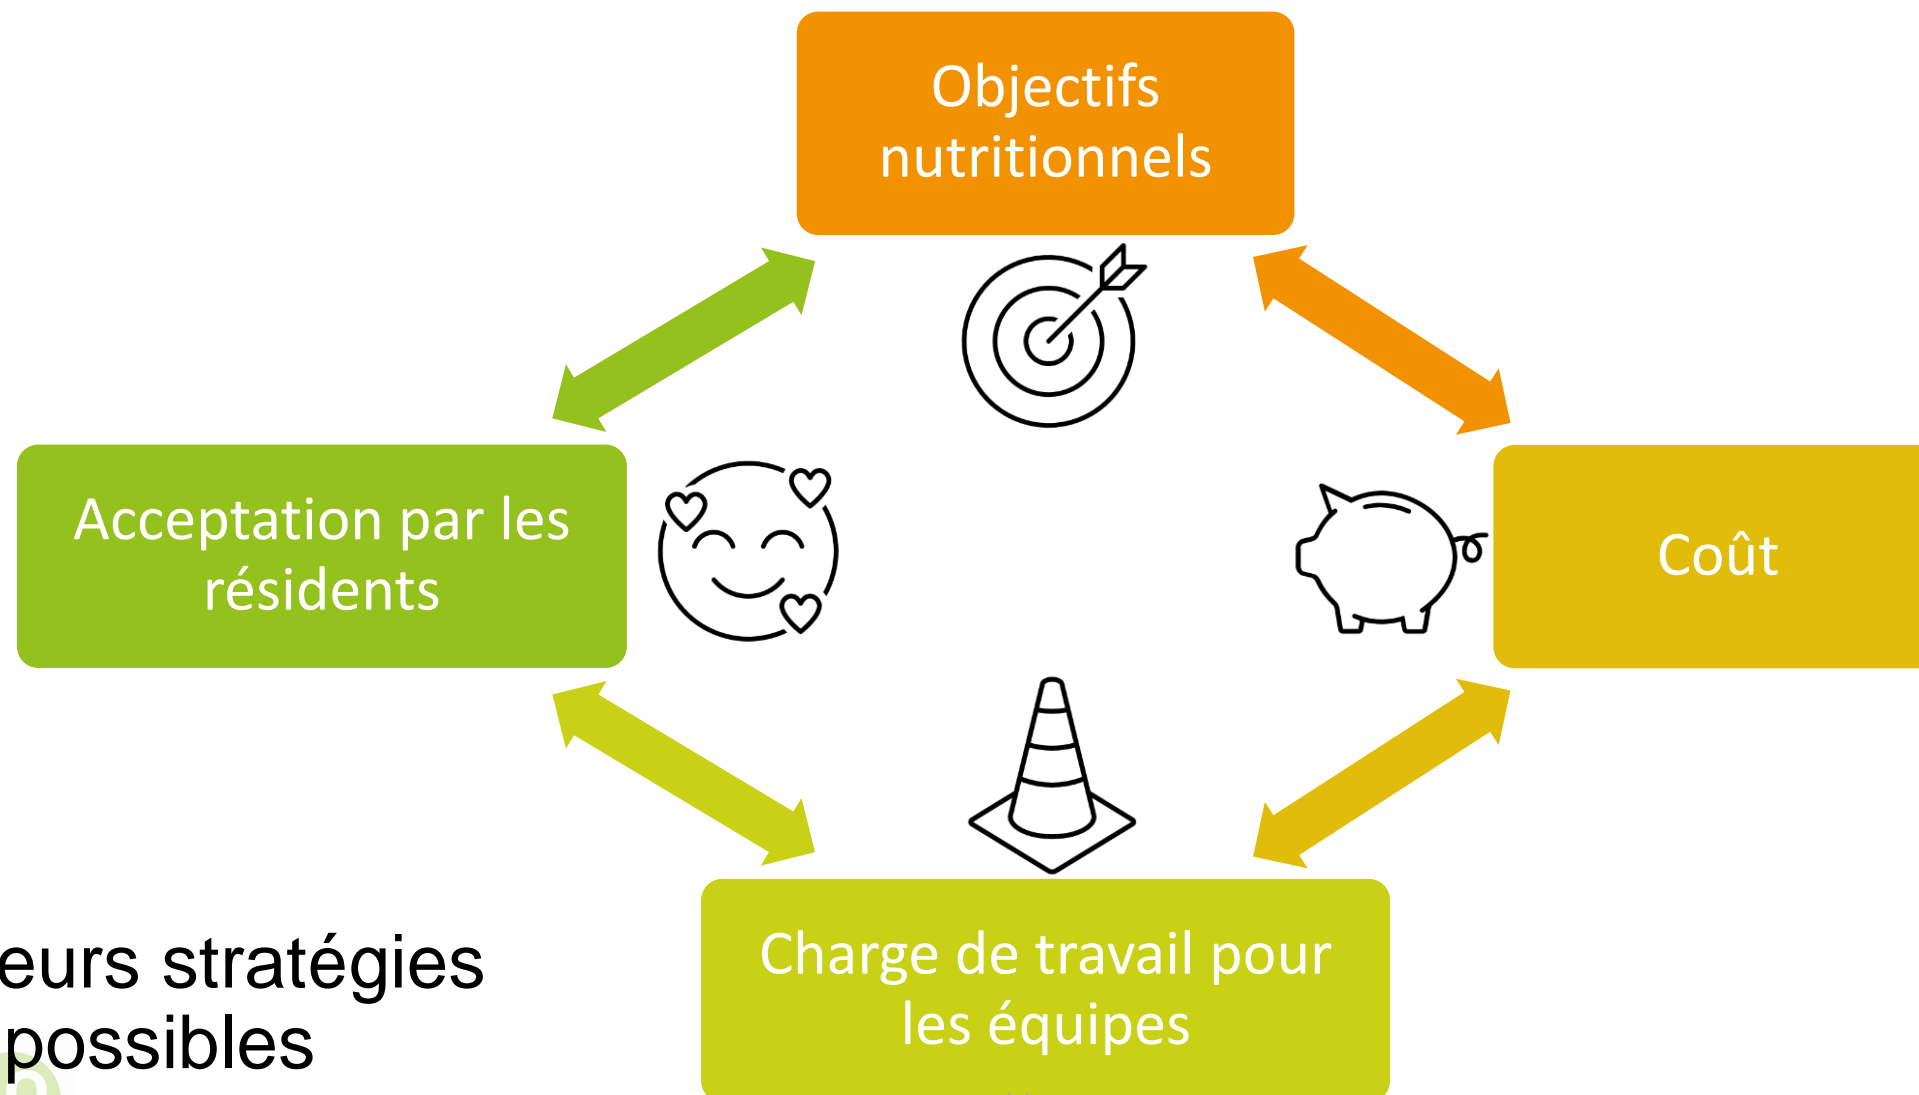 Objectifs
nutritionnels
Acceptation par les
résidents
Coût
Charge de travail pour
les équipes
eurs stratégies
possibles